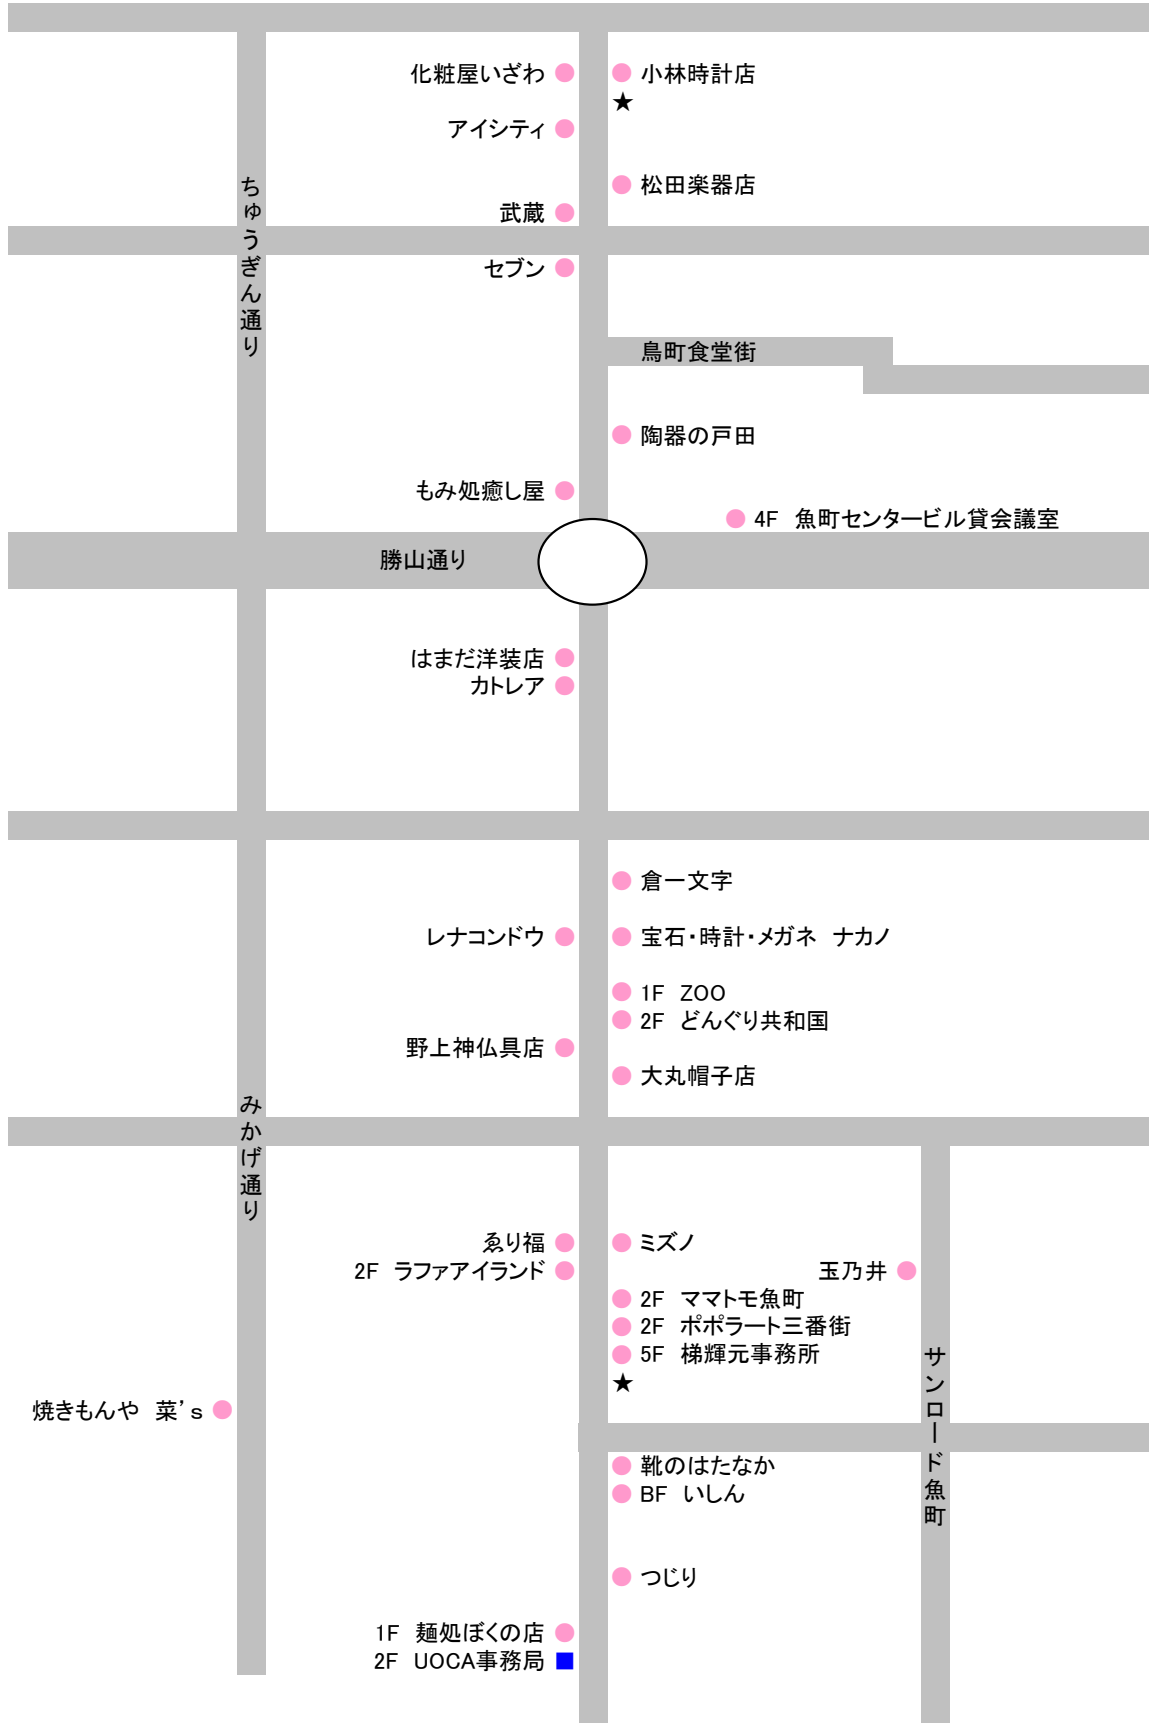 化粧屋いざわ
小林時計店
★
アイシティ
松田楽器店
武蔵
ちゅうぎん通り
セブン
鳥町食堂街
陶器の戸田
もみ処癒し屋
4F 魚町センタービル貸会議室
勝山通り
はまだ洋装店
カトレア
倉一文字
レナコンドウ
宝石・時計・メガネ ナカノ
1F ZOO
2F どんぐり共和国
野上神仏具店
大丸帽子店
みかげ通り
ゑり福
ミズノ
2F ラファアイランド
玉乃井
2F ママトモ魚町
2F ポポラート三番街
5F 梯輝元事務所
★
サンロード魚町
焼きもんや 菜’s
靴のはたなか
BF いしん
つじり
1F 麺処ぼくの店
2F UOCA事務局